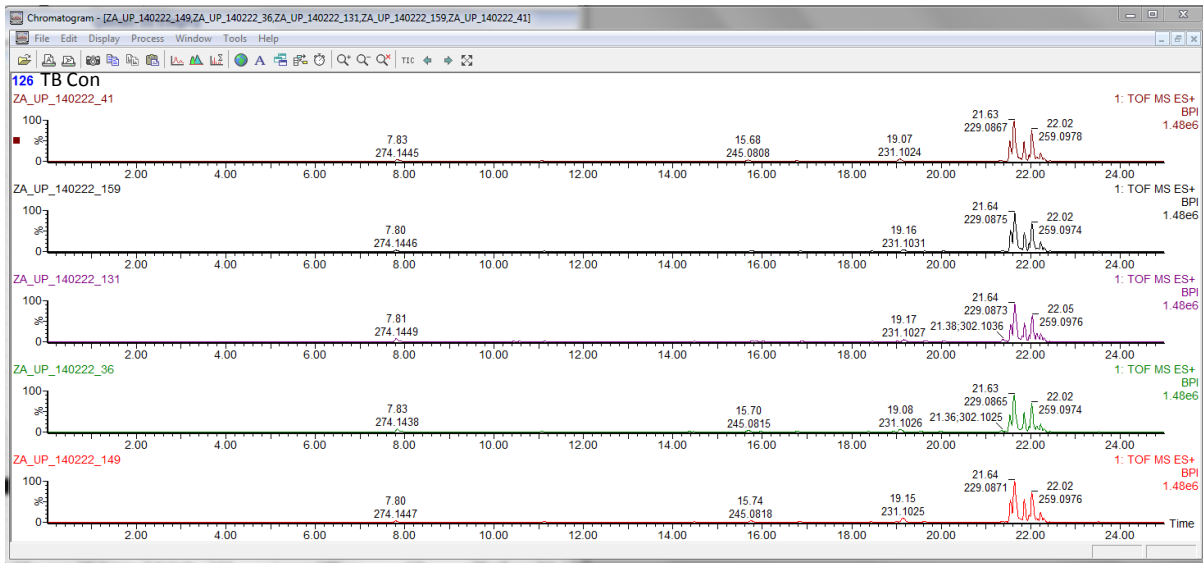 Chromatogram - [ZA_UP_140222_149,ZA_UP_140222_36,ZA_UP_140222_131,ZA_UP_140222_159,ZA_UP_140222_41]
File Edit Display Process Window Tools Help
TIC
126 TB Con
ZA_UP_140222_41
1: TOF MS ES+
BPI
1.48e6
100
%
0
7.83
274.1445
15.68
245.0808
19.07
231.1024
21.63
229.0867
22.02
259.0978
2.00 4.00 6.00 8.00 10.00 12.00 14.00 16.00 18.00 20.00 22.00 24.00
ZA_UP_140222_159
1: TOF MS ES+
BPI
1.48e6
100
%
0
7.80
274.1446
19.16
231.1031
21.64
229.0875
22.02
259.0974
2.00 4.00 6.00 8.00 10.00 12.00 14.00 16.00 18.00 20.00 22.00 24.00
ZA_UP_140222_131
1: TOF MS ES+
BPI
1.48e6
100
%
0
7.81
274.1449
19.17
231.1027
21.38;302.1036
21.64
229.0873
22.05
259.0976
2.00 4.00 6.00 8.00 10.00 12.00 14.00 16.00 18.00 20.00 22.00 24.00
ZA_UP_140222_36
1: TOF MS ES+
BPI
1.48e6
100
%
0
7.83
274.1438
15.70
245.0815
19.08
231.1026
21.36;302.1025
21.63
229.0865
22.02
259.0974
2.00 4.00 6.00 8.00 10.00 12.00 14.00 16.00 18.00 20.00 22.00 24.00
ZA_UP_140222_149
1: TOF MS ES+
BPI
1.48e6
100
%
0
7.80
274.1447
15.74
245.0818
19.15
231.1025
21.64
229.0871
22.02
259.0976
Time
2.00 4.00 6.00 8.00 10.00 12.00 14.00 16.00 18.00 20.00 22.00 24.00